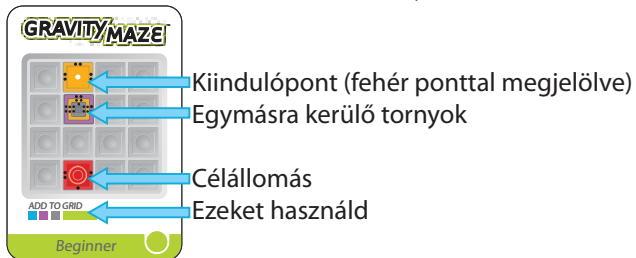 GRAVITY MAZE
Kiindulópont (fehér ponttal megjelölve)
Egymásra kerülő tornyok
Célállomás
ADD TO GRID
Ezeket használd
Beginner